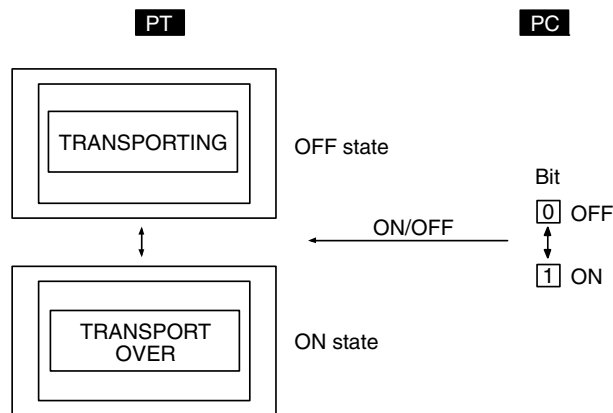 PT
PC
TRANSPORTING
OFF state
Bit
0 OFF
ON/OFF
1 ON
TRANSPORT
OVER
ON state